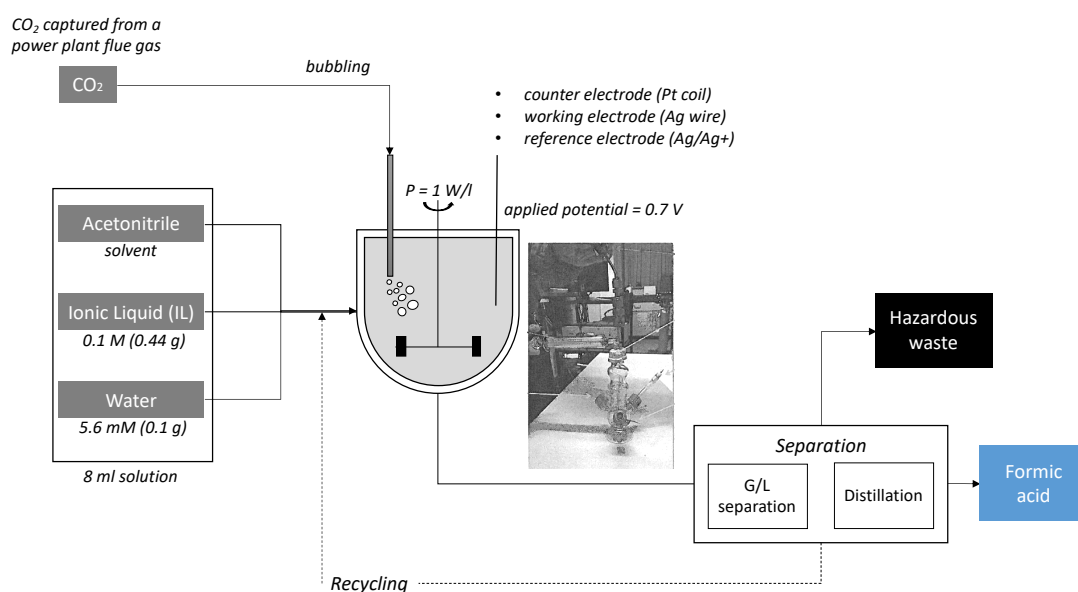 CO₂ captured from a
power plant flue gas
CO₂
bubbling
• counter electrode (Pt coil)
• working electrode (Ag wire)
• reference electrode (Ag/Ag+)
P = 1 W/l
applied potential = 0.7 V
Acetonitrile
solvent
Ionic Liquid (IL)
0.1 M (0.44 g)
Water
5.6 mM (0.1 g)
8 ml solution
Hazardous
waste
Separation
G/L
separation
Distillation
Formic
acid
Recycling